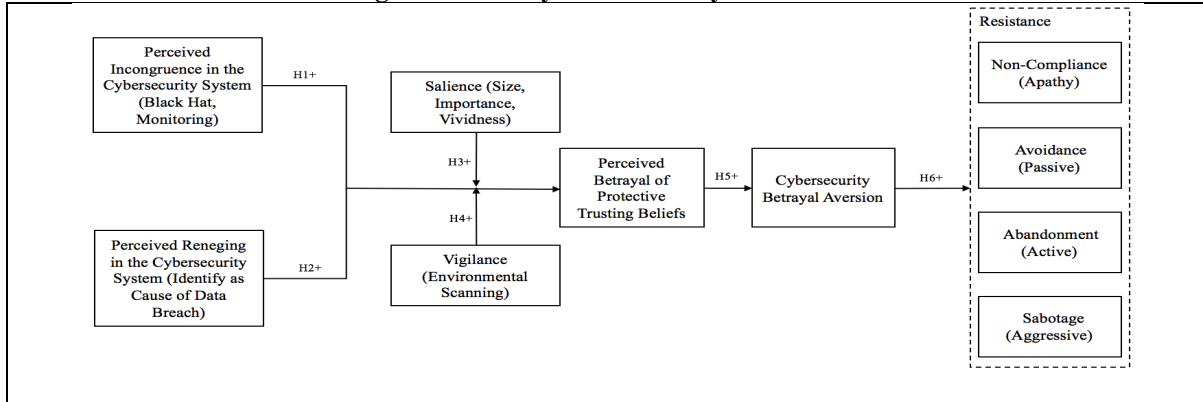 Resistance
Perceived
Incongruence in the
Cybersecurity System
(Black Hat,
Monitoring)
H1+
Perceived Reneging
in the Cybersecurity
System (Identify as
Cause of Data
Breach)
H2+
Salience (Size,
Importance,
Vividness)
H3+
H4+
Vigilance
(Environmental
Scanning)
Perceived
Betrayal of
Protective
Trusting Beliefs
H5+
Cybersecurity
Betrayal Aversion
H6+
Non-Compliance
(Apathy)
Avoidance
(Passive)
Abandonment
(Active)
Sabotage
(Aggressive)